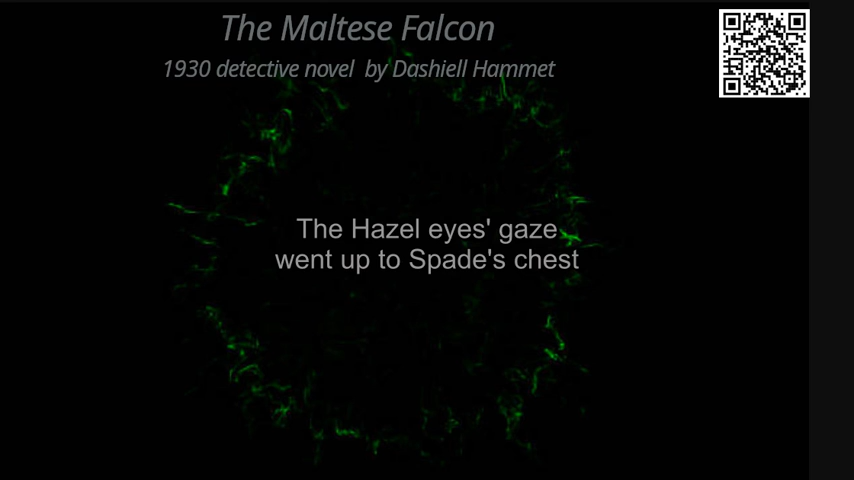 The Maltese Falcon
1930 detective novel by Dashiell Hammet
The Hazel eyes' gaze
went up to Spade's chest